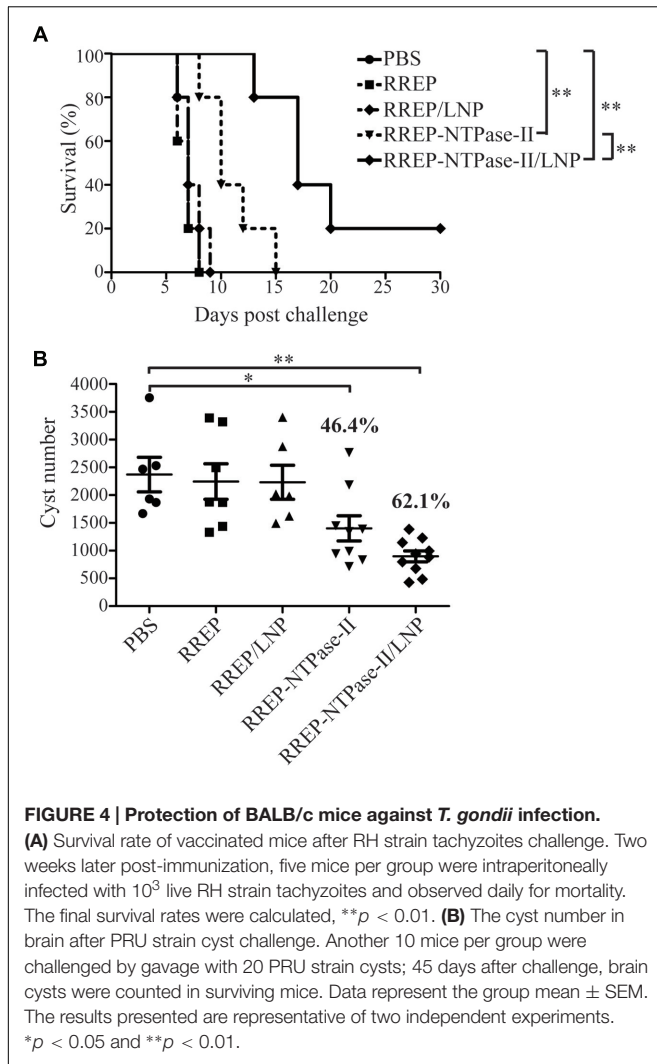 A
Survival (%)
100
80
60
40
20
0
0 5 10 15 20 25 30
Days post challenge
PBS
RREP
RREP/LNP
RREP-NTPase-II
RREP-NTPase-II/LNP
**
**
**
B
Cyst number
4000
3500
3000
2500
2000
1500
1000
500
0
**
*
46.4%
62.1%
PBS
RREP
RREP/LNP
RREP-NTPase-II
RREP-NTPase-II/LNP
FIGURE 4 | Protection of BALB/c mice against T. gondii infection.
(A) Survival rate of vaccinated mice after RH strain tachyzoites challenge. Two
weeks later post-immunization, five mice per group were intraperitoneally
infected with 10³ live RH strain tachyzoites and observed daily for mortality.
The final survival rates were calculated, **p < 0.01. (B) The cyst number in
brain after PRU strain cyst challenge. Another 10 mice per group were
challenged by gavage with 20 PRU strain cysts; 45 days after challenge, brain
cysts were counted in surviving mice. Data represent the group mean ± SEM.
The results presented are representative of two independent experiments.
*p < 0.05 and **p < 0.01.